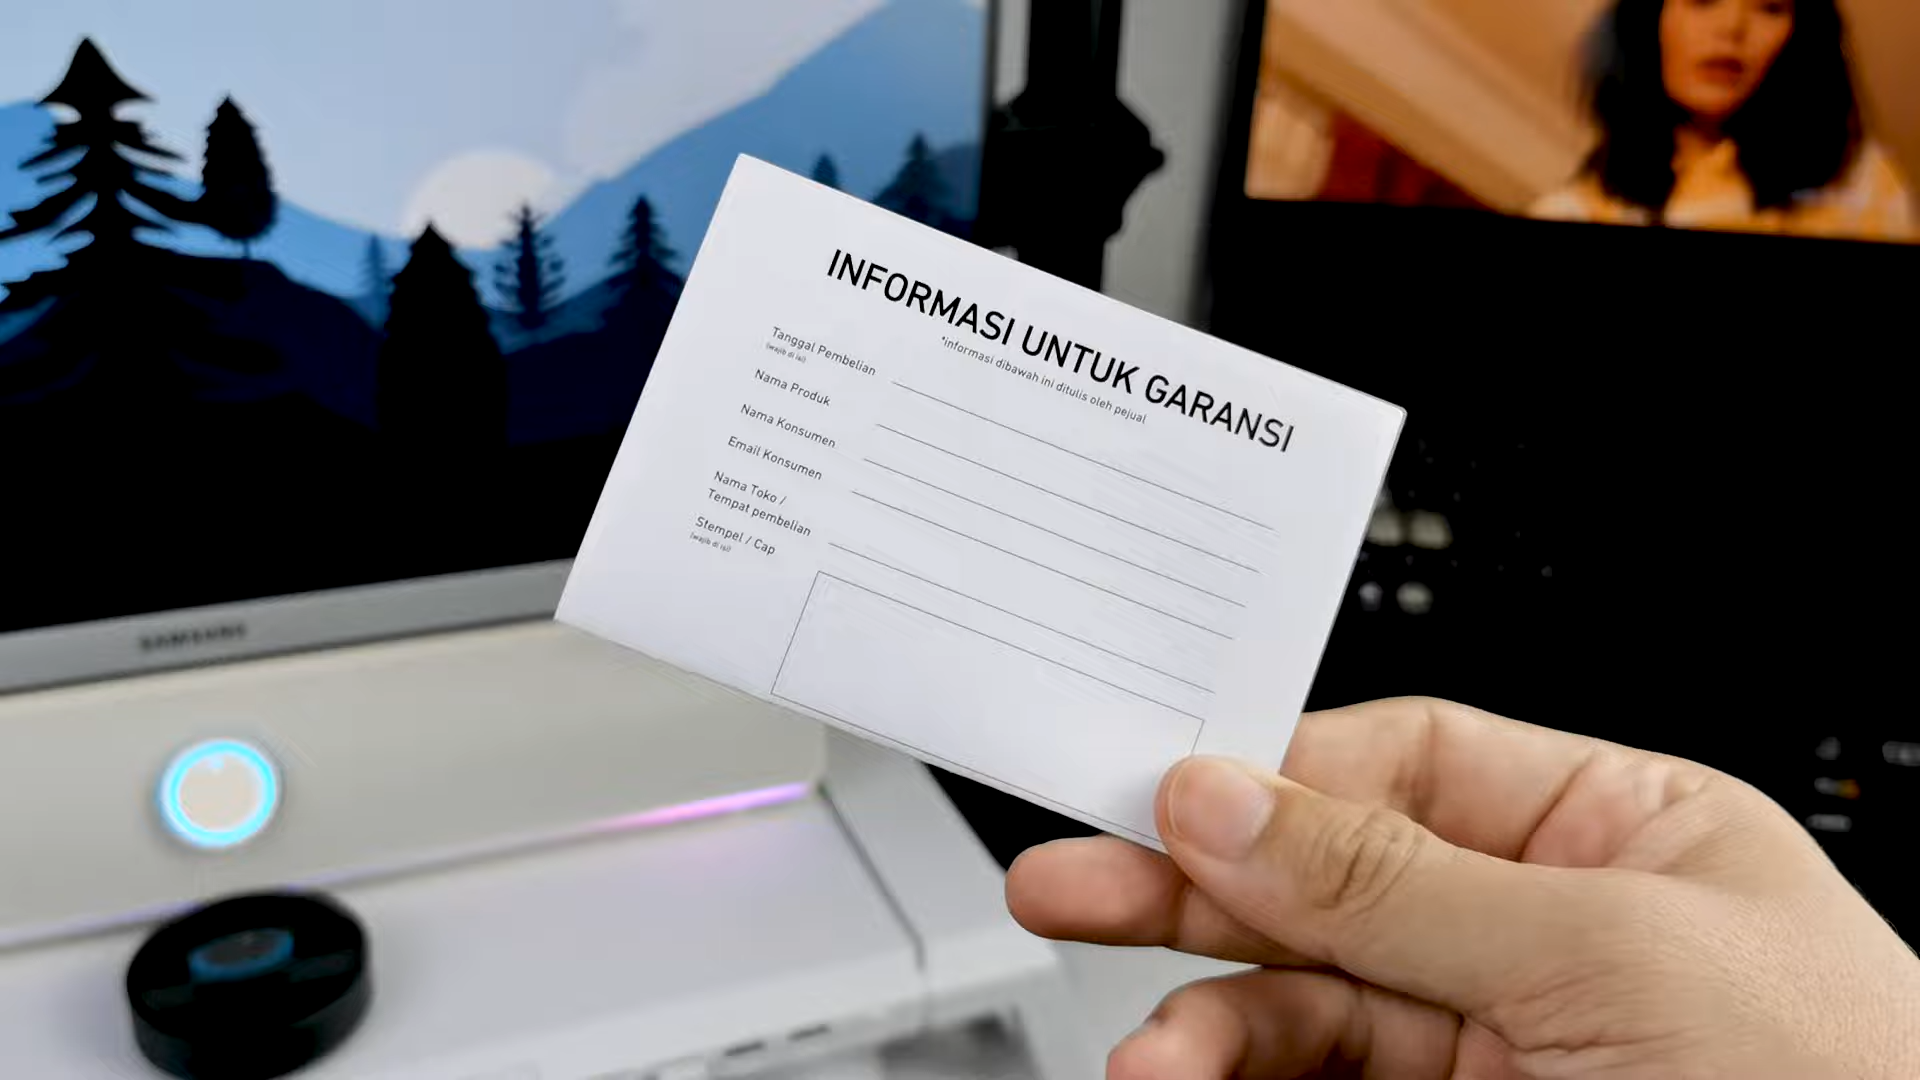 INFORMASI UNTUK GARANSI
*informasi dibawah ini ditulis oleh pejual
Tanggal Pembelian
(wajib di isi)
Nama Produk
Nama Konsumen
Email Konsumen
Nama Toko /
Tempat pembelian
Stempel / Cap
(wajib di isi)
SAMSUNG